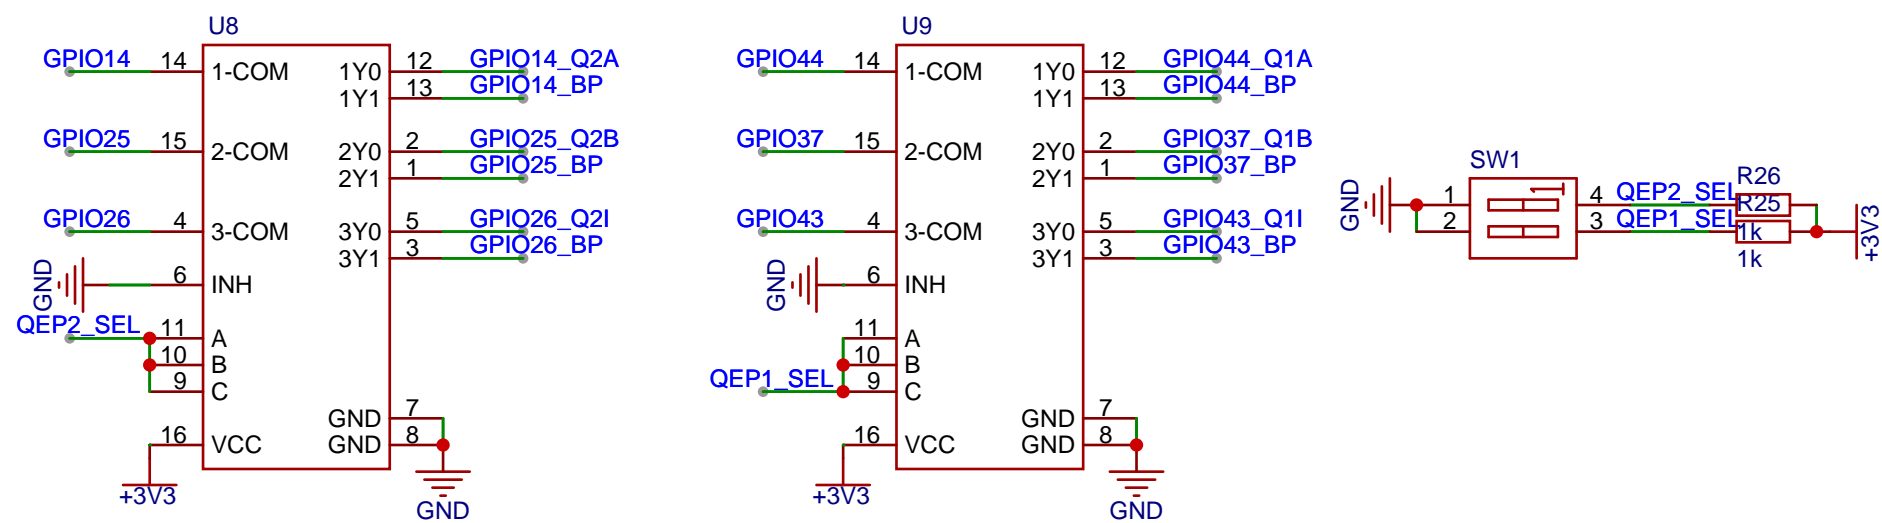 U8
GPIO14 14 1-COM 1Y0 12 GPIO14_Q2A
1Y1 13 GPIO14_BP
GPIO25 15 2-COM 2Y0 2 GPIO25_Q2B
2Y1 1 GPIO25_BP
GPIO26 4 3-COM 3Y0 5 GPIO26_Q2I
3Y1 3 GPIO26_BP
GND 6 INH
QEP2_SEL 11 A
10 B
9 C
GND 7
16 VCC GND 8
+3V3
GND
U9
GPIO44 14 1-COM 1Y0 12 GPIO44_Q1A
1Y1 13 GPIO44_BP
GPIO37 15 2-COM 2Y0 2 GPIO37_Q1B
2Y1 1 GPIO37_BP
GPIO43 4 3-COM 3Y0 5 GPIO43_Q1I
3Y1 3 GPIO43_BP
GND 6 INH
11 A
10 B
QEP1_SEL 9 C
GND 7
16 VCC GND 8
+3V3
GND
SW1
1
R26
GND 1 4 QEP2_SEL R25
2 3 QEP1_SEL 1k +3V3
1k